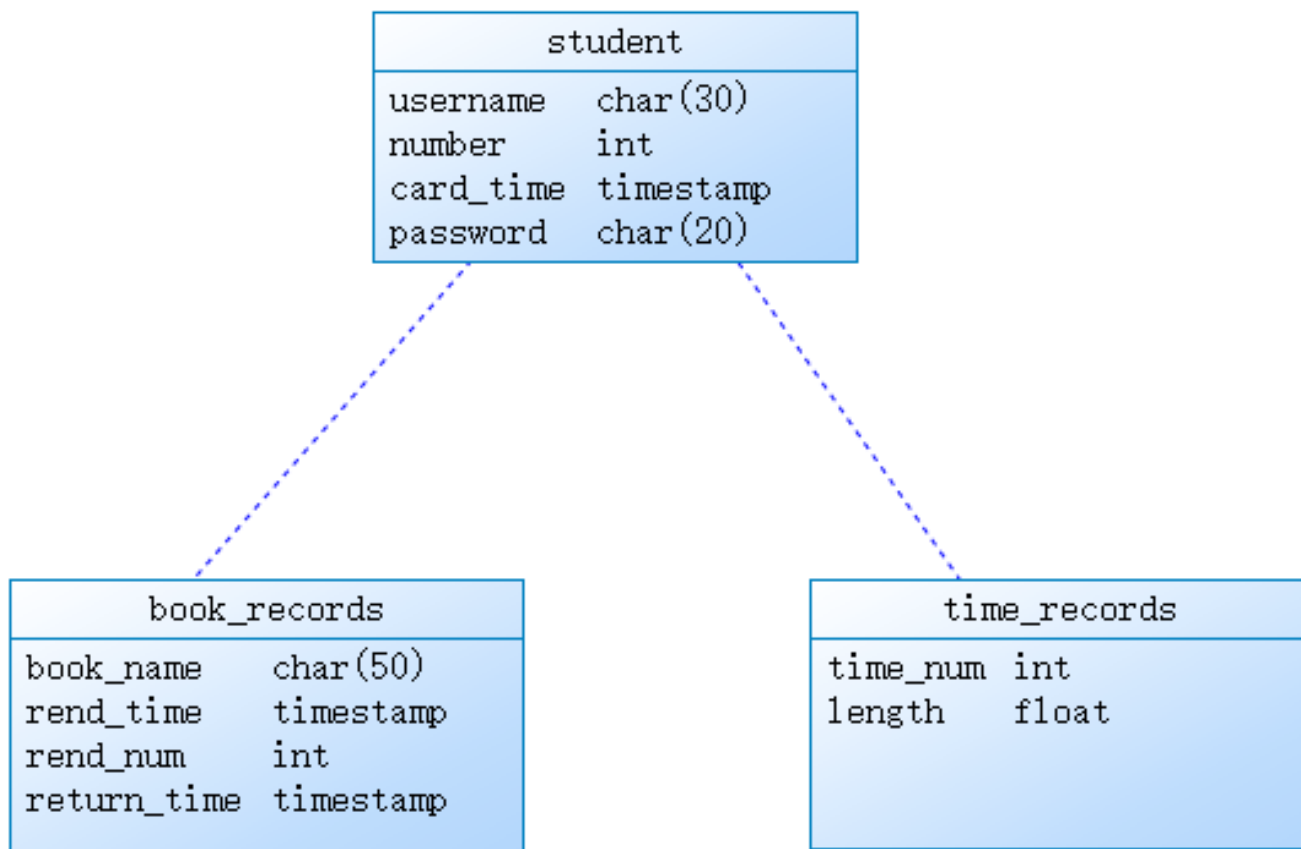 student
username char(30)
number int
card_time timestamp
password char(20)
book_records
book_name char(50)
rend_time timestamp
rend_num int
return_time timestamp
time_records
time_num int
length float